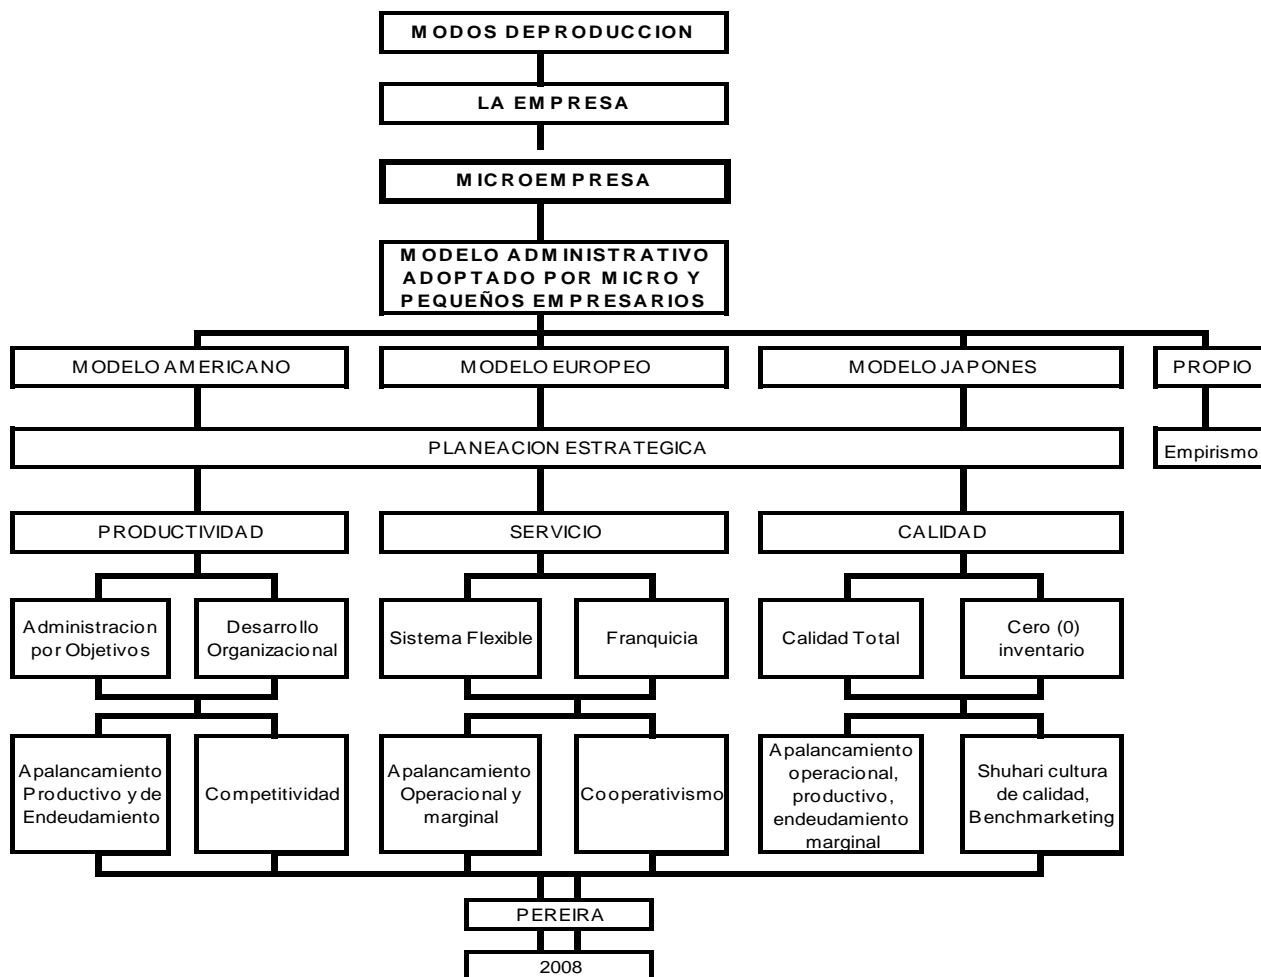 MODOS DEPRODUCCION
LA EMPRESA
MICROEMPRESA
MODELO ADMINISTRATIVO
ADOPTADO POR MICRO Y
PEQUEÑOS EMPRESARIOS
MODELO AMERICANO
MODELO EUROPEO
MODELO JAPONES
PROPIO
PLANEACION ESTRATEGICA
Empirismo
PRODUCTIVIDAD
SERVICIO
CALIDAD
Administracion
por Objetivos
Desarrollo
Organizacional
Sistema Flexible
Franquicia
Calidad Total
Cero (0)
inventario
Apalancamiento
Productivo y de
Endeudamiento
Competitividad
Apalancamiento
Operacional y
marginal
Cooperativismo
Apalancamiento
operacional,
productivo,
endeudamiento
marginal
Shuhari cultura
de calidad,
Benchmarketing
PEREIRA
2008